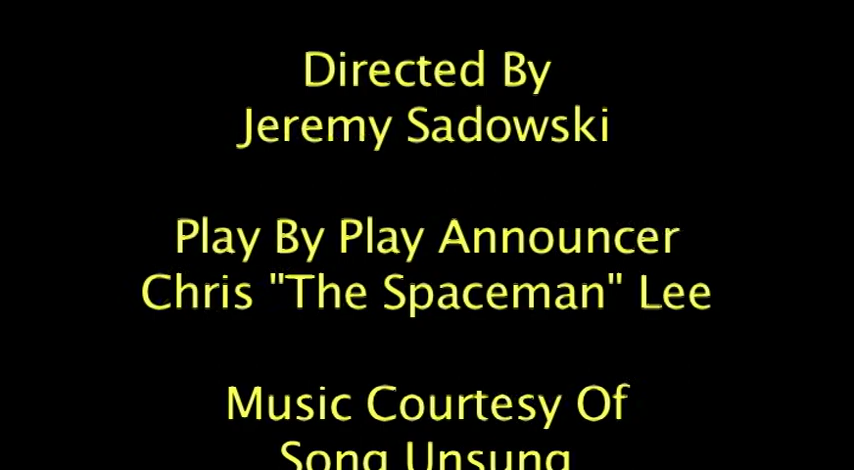 Directed By
Jeremy Sadowski
Play By Play Announcer
Chris "The Spaceman" Lee
Music Courtesy Of
Song Unsung